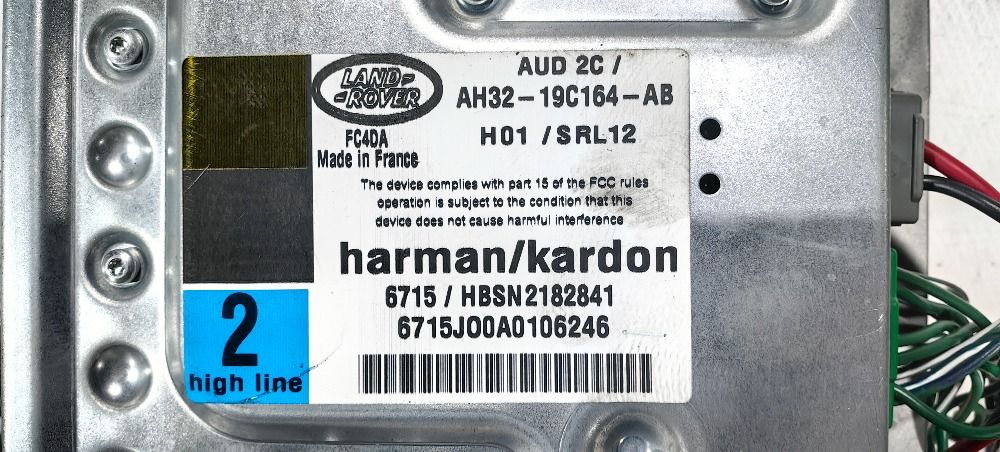 LAND-
-ROVER
FC4DA
Made in France
AUD 2C /
AH32-19C164-AB
H01 /SRL12
The device complies with part 15 of the FCC rules
operation is subject to the condition that this
device does not cause harmful interference
harman/kardon
6715 / HBSN2182841
6715J00A0106246
2
high line